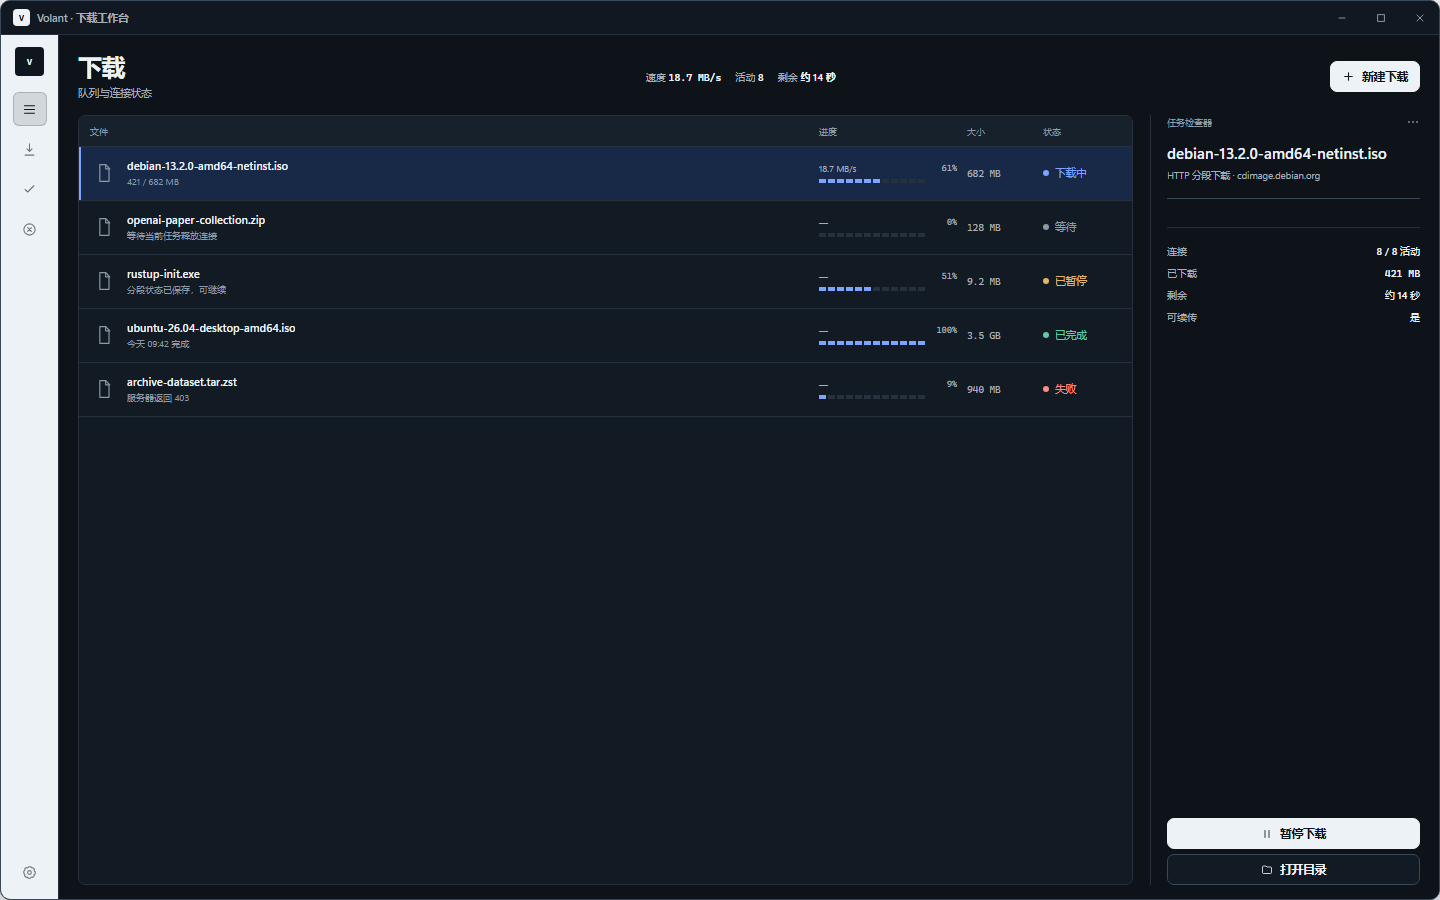 v Volant · 下载工作台
v
下载
队列与连接状态
速度 18.7 MB/s 活动 8 剩余 约 14 秒
+ 新建下载
文件 进度 大小 状态
debian-13.2.0-amd64-netinst.iso
421 / 682 MB
18.7 MB/s 61% 682 MB 下载中
openai-paper-collection.zip
等待当前任务释放连接
— 0% 128 MB 等待
rustup-init.exe
分段状态已保存，可继续
— 51% 9.2 MB 已暂停
ubuntu-26.04-desktop-amd64.iso
今天 09:42 完成
— 100% 3.5 GB 已完成
archive-dataset.tar.zst
服务器返回 403
— 9% 940 MB 失败
任务检查器 ···
debian-13.2.0-amd64-netinst.iso
HTTP 分段下载 · cdimage.debian.org
连接 8 / 8 活动
已下载 421 MB
剩余 约 14 秒
可续传 是
暂停下载
打开目录